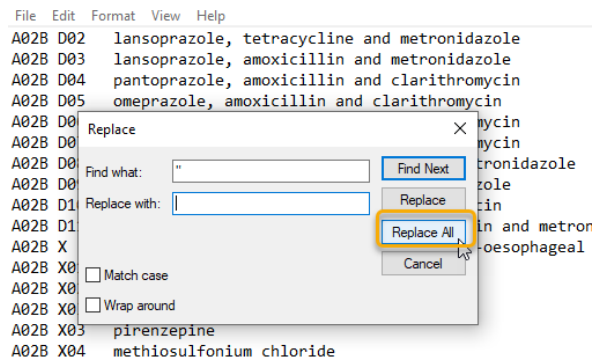 File Edit Format View Help
A02B D02 lansoprazole, tetracycline and metronidazole
A02B D03 lansoprazole, amoxicillin and metronidazole
A02B D04 pantoprazole, amoxicillin and clarithromycin
A02B D05 omeprazole, amoxicillin and clarithromycin
A02B D0 mycin
A02B D0 mycin
A02B D0 tronidazole
A02B D0 zole
A02B D1 cin
A02B D1 in and metron
A02B X -oesophageal
A02B X0
A02B X0
A02B X0
A02B X03 pirenzepine
A02B X04 methiosulfonium chloride
Replace
Find what: " Find Next
Replace with: Replace
Replace All
Cancel
Match case
Wrap around